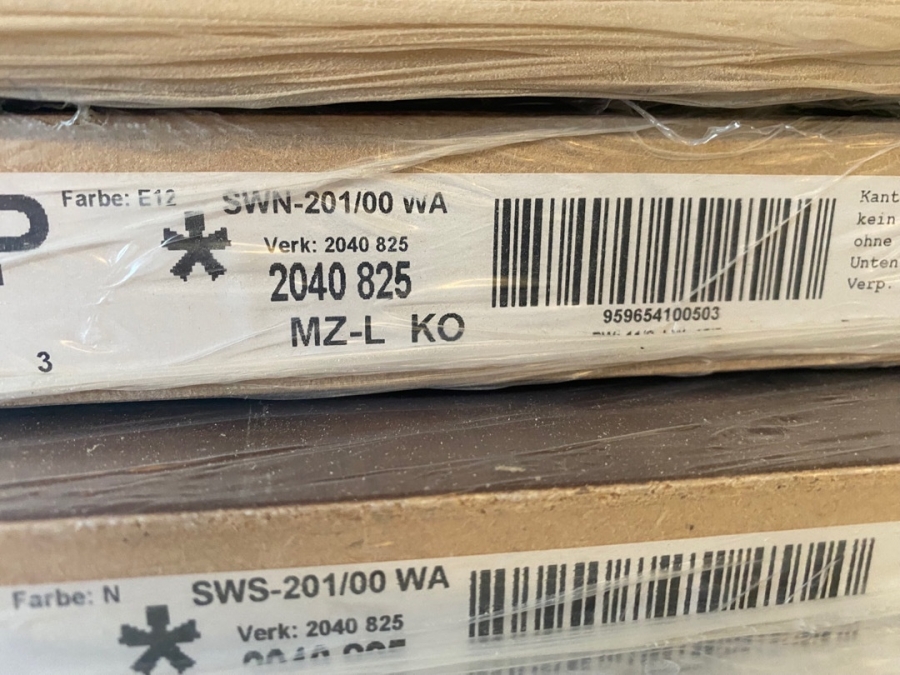 P
Farbe: E12
SWN-201/00 WA
Verk: 2040 825
2040 825
MZ-L KO
3
959654100503
Kant
kein
ohne
Unten
Verp.
Farbe: N
SWS-201/00 WA
Verk: 2040 825